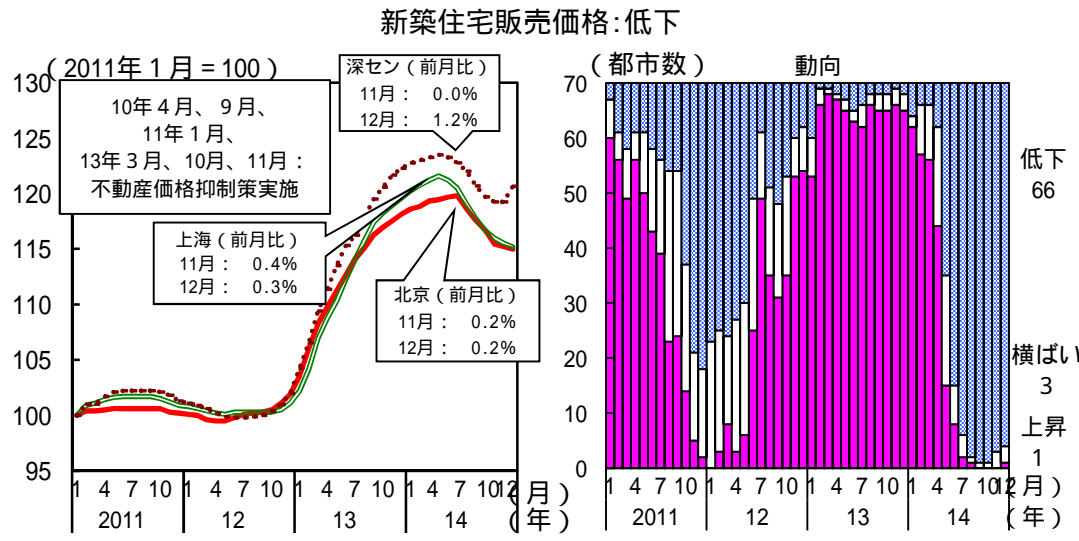 新築住宅販売価格：低下
（2011年１月＝100）
130
125
120
115
110
105
100
95
10年４月、９月、
11年１月、
13年３月、10月、11月：
不動産価格抑制策実施
深セン（前月比）
11月： 0.0%
12月： 1.2%
上海（前月比）
11月： 0.4%
12月： 0.3%
北京（前月比）
11月： 0.2%
12月： 0.2%
1 4 7 10 1 4 7 10 1 4 7 10 1 4 7 10 12（月）
2011 12 13 14（年）
（都市数） 動向
70
60
50
40
30
20
10
0
低下
66
横ばい
3
上昇
1
1 4 7 10 1 4 7 10 1 4 7 10 1 4 7 10 12（月）
2011 12 13 14（年）